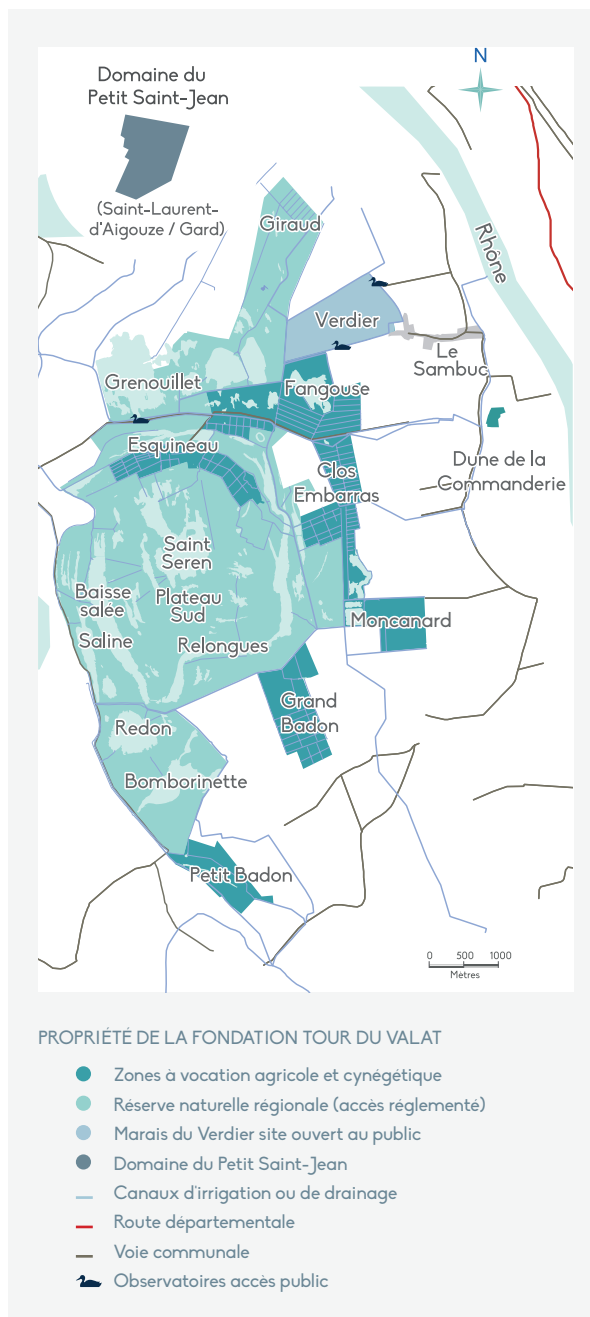 N
Domaine du
Petit Saint-Jean
(Saint-Laurent-
d'Aigouze / Gard)
Giraud
Rhône
Verdier
Le
Sambuc
Grenouillet
Fangouse
Esquineau
Clos
Embarras
Dune de la
Commanderie
Saint
Seren
Baisse
salée
Plateau
Sud
Saline
Relongues
Moncanard
Grand
Badon
Redon
Bomborinette
Petit Badon
0 500 1000
Mètres
PROPRIÉTÉ DE LA FONDATION TOUR DU VALAT
Zones à vocation agricole et cynégétique
Réserve naturelle régionale (accès réglementé)
Marais du Verdier site ouvert au public
Domaine du Petit Saint-Jean
Canaux d'irrigation ou de drainage
Route départementale
Voie communale
Observatoires accès public